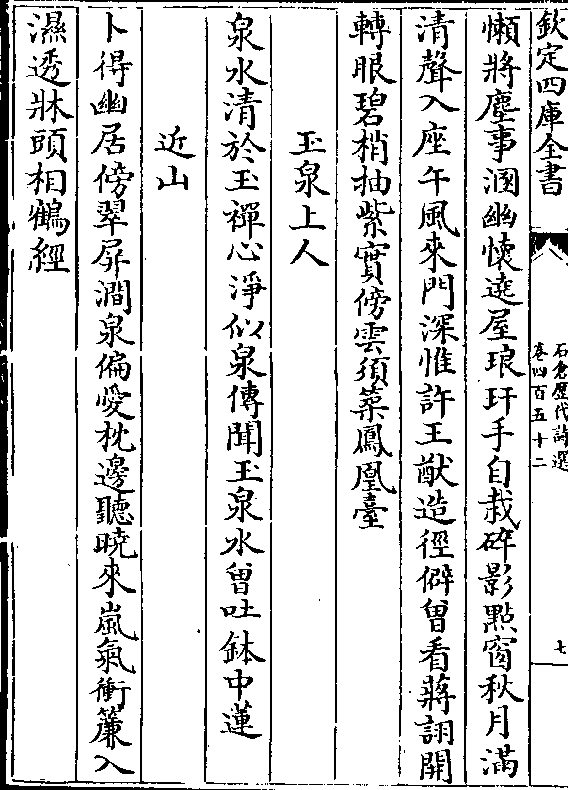 欽定四庫全書
石倉歷代詩選
卷四百五十二
七
懶將塵事溷幽懷遶屋琅玕手自栽碎影點窗秋月滿
清聲入座午風來門深惟許王猷造徑僻曾看蔣詡開
轉眼碧梢抽紫實傍雲須築鳳凰臺
玉泉上人
泉水清於玉禪心淨似泉傳聞玉泉水曾吐鉢中蓮
近山
卜得幽居傍翠屏澗泉偏愛枕邊聽曉來嵐氣衝簾入
濕透牀頭相鶴經